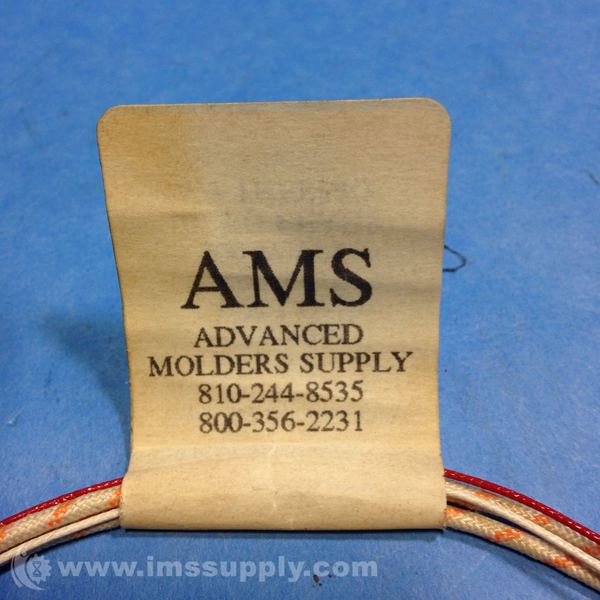 AMS
ADVANCED
MOLDERS SUPPLY
810-244-8535
800-356-2231
www.imssupply.com